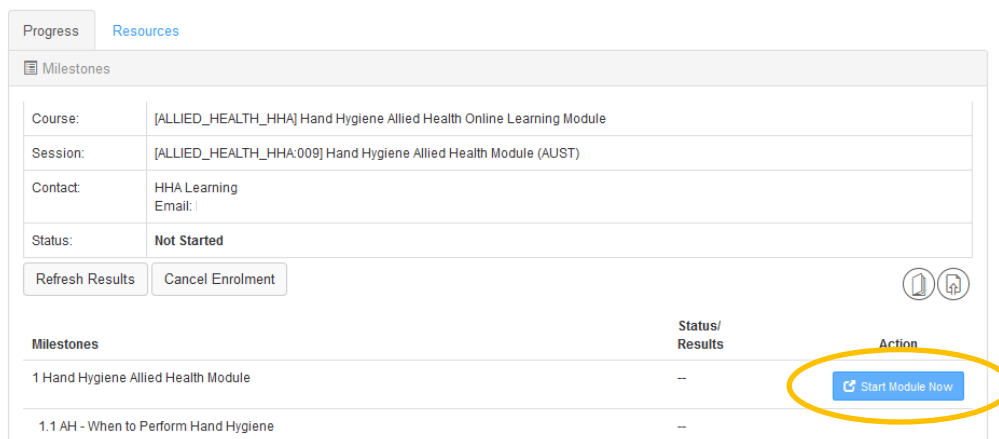 Progress Resources
Milestones
Course: [ALLIED_HEALTH_HHA] Hand Hygiene Allied Health Online Learning Module
Session: [ALLIED_HEALTH_HHA:009] Hand Hygiene Allied Health Module (AUST)
Contact: HHA Learning
Email:
Status: Not Started
Refresh Results Cancel Enrolment
Status/
Milestones Results Action
1 Hand Hygiene Allied Health Module -- Start Module Now
1.1 AH - When to Perform Hand Hygiene --